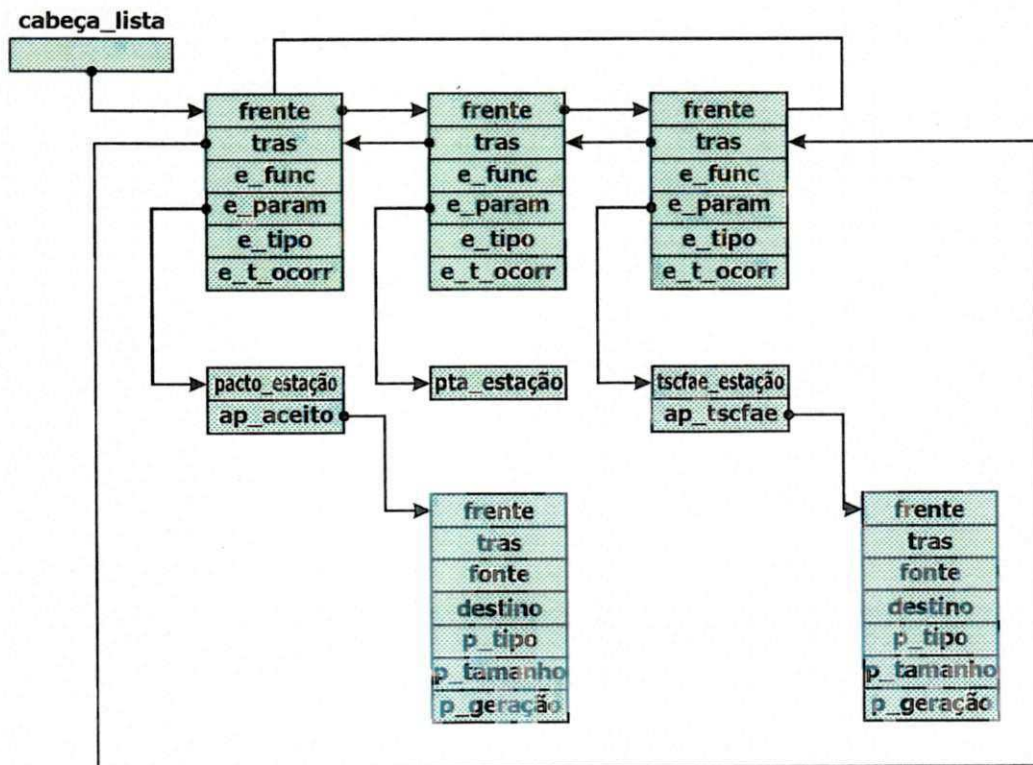 cabeça_lista
frente
tras
e_func
e_param
e_tipo
e_t_ocorr
frente
tras
e_func
e_param
e_tipo
e_t_ocorr
frente
tras
e_func
e_param
e_tipo
e_t_ocorr
pacto_estação
ap_aceito
pta_estação
tscfae_estação
ap_tscfae
frente
tras
fonte
destino
p_tipo
p_tamanho
p_geração
frente
tras
fonte
destino
p_tipo
p_tamanho
p_geração